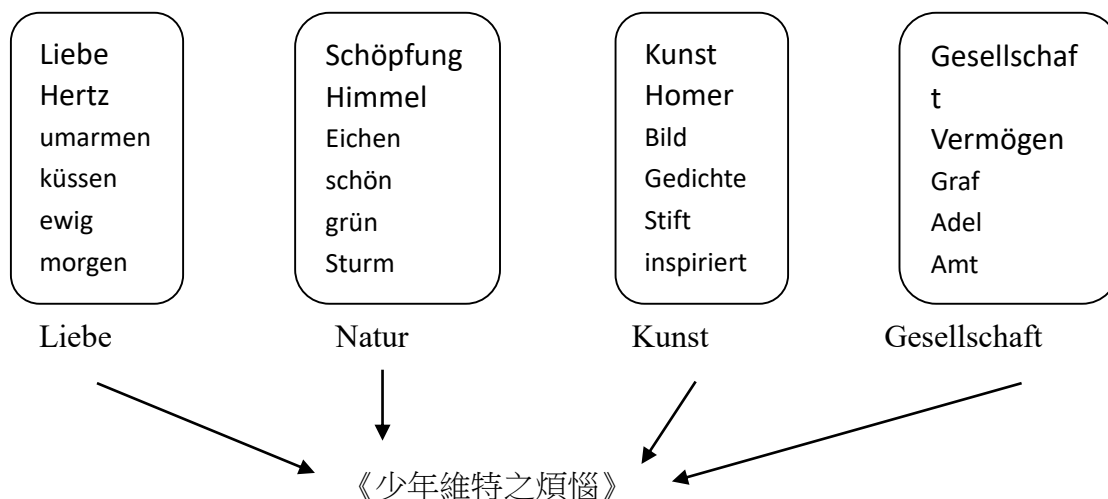 Liebe
Hertz
umarmen
küssen
ewig
morgen
Schöpfung
Himmel
Eichen
schön
grün
Sturm
Kunst
Homer
Bild
Gedichte
Stift
inspiriert
Gesellschaf
t
Vermögen
Graf
Adel
Amt
Liebe
Natur
Kunst
Gesellschaft
《少年維特之煩惱》